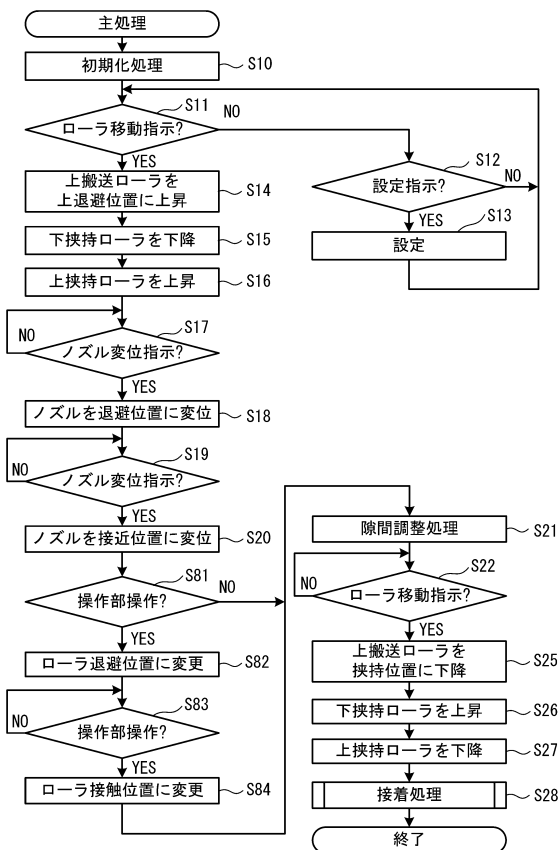 主処理
初期化処理
S10
ローラ移動指示?
S11
NO
YES
設定指示?
S12
NO
YES
設定
S13
上搬送ローラを
上退避位置に上昇
S14
下挟持ローラを下降
S15
上挟持ローラを上昇
S16
ノズル変位指示?
S17
NO
YES
ノズルを退避位置に変位
S18
ノズル変位指示?
S19
NO
YES
ノズルを接近位置に変位
S20
操作部操作?
S81
NO
YES
ローラ退避位置に変更
S82
操作部操作?
S83
NO
YES
ローラ接触位置に変更
S84
隙間調整処理
S21
ローラ移動指示?
S22
NO
YES
上搬送ローラを
挟持位置に下降
S25
下挟持ローラを上昇
S26
上挟持ローラを下降
S27
接着処理
S28
終了